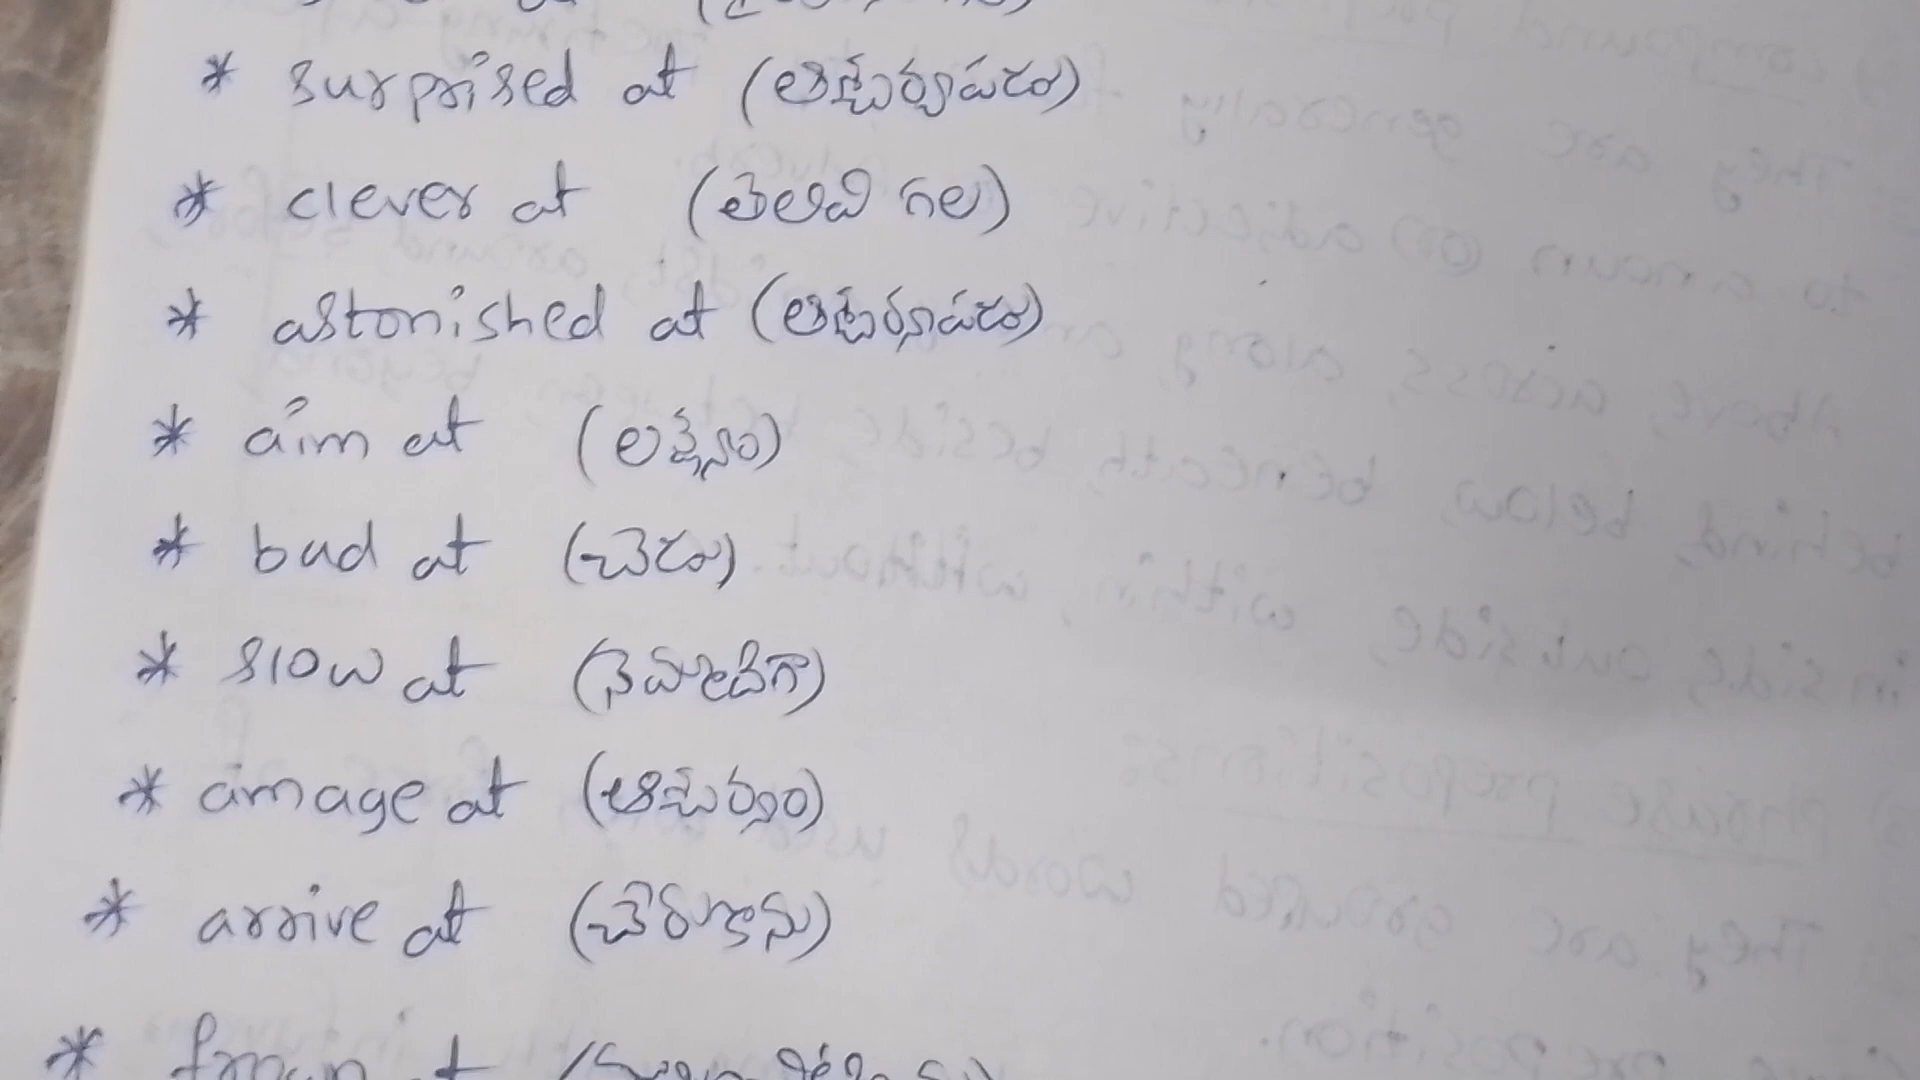 * surprised at (ఆశ్చర్యపడు)
* clever at (తెలివి గల)
* astonished at (ఆశ్చర్యపడు)
* aim at (లక్ష్యం)
* bad at (చెడు)
* slow at (నెమ్మదిగా)
* amage at (ఆశ్చర్యం)
* arrive at (చేరుకొను)